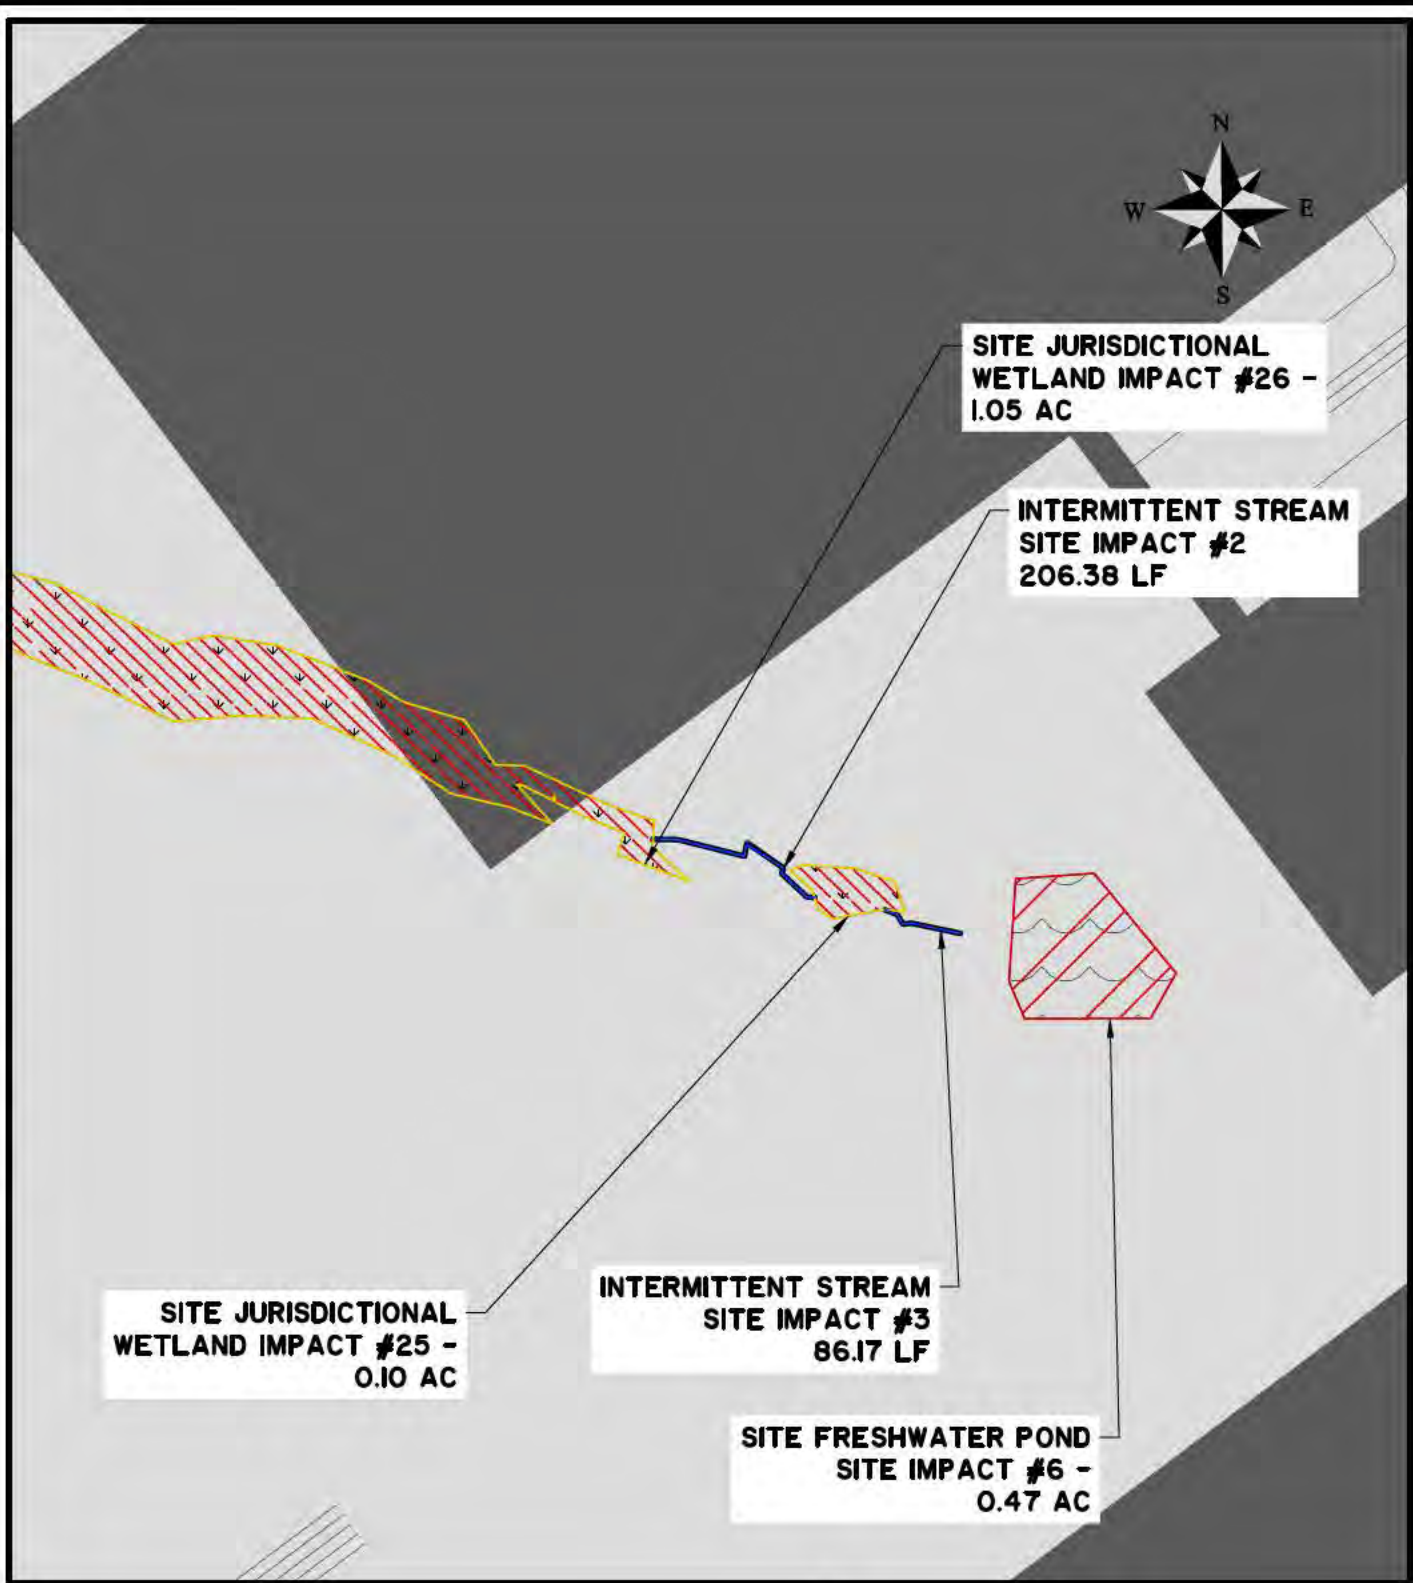 N
W E
S
SITE JURISDICTIONAL
WETLAND IMPACT #26 -
1.05 AC
INTERMITTENT STREAM
SITE IMPACT #2
206.38 LF
SITE JURISDICTIONAL
WETLAND IMPACT #25 -
0.10 AC
INTERMITTENT STREAM
SITE IMPACT #3
86.17 LF
SITE FRESHWATER POND
SITE IMPACT #6 -
0.47 AC